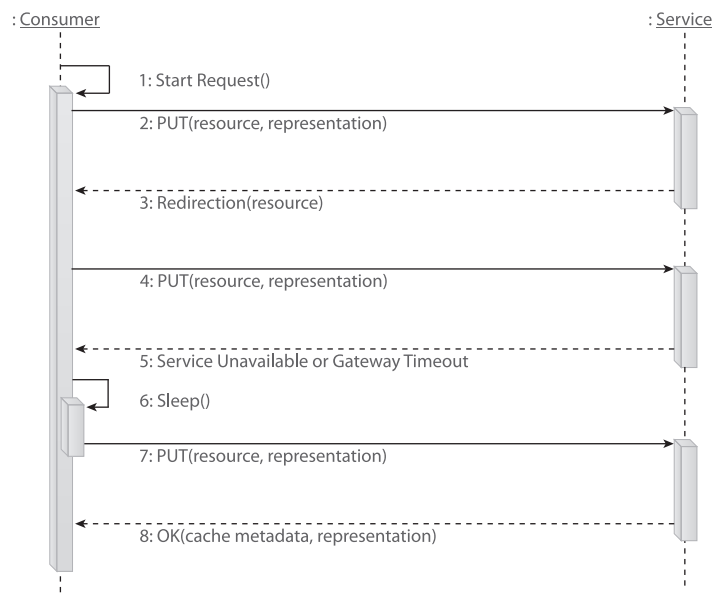 : Consumer
: Service
1: Start Request()
2: PUT(resource, representation)
3: Redirection(resource)
4: PUT(resource, representation)
5: Service Unavailable or Gateway Timeout
6: Sleep()
7: PUT(resource, representation)
8: OK(cache metadata, representation)